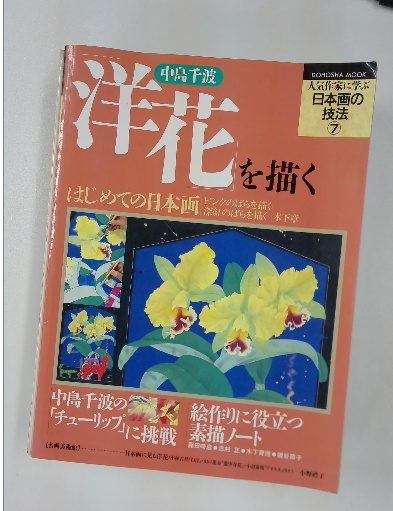 DOHOSHA MOOK
人気作家に学ぶ
日本画の
技法
⑦
中島千波
洋花
を描く
はじめての日本画
ピンクのばらを描く
深紅のばらを描く 木下章
中島千波の
「チューリップ」に挑戦
絵作りに役立つ
素描ノート